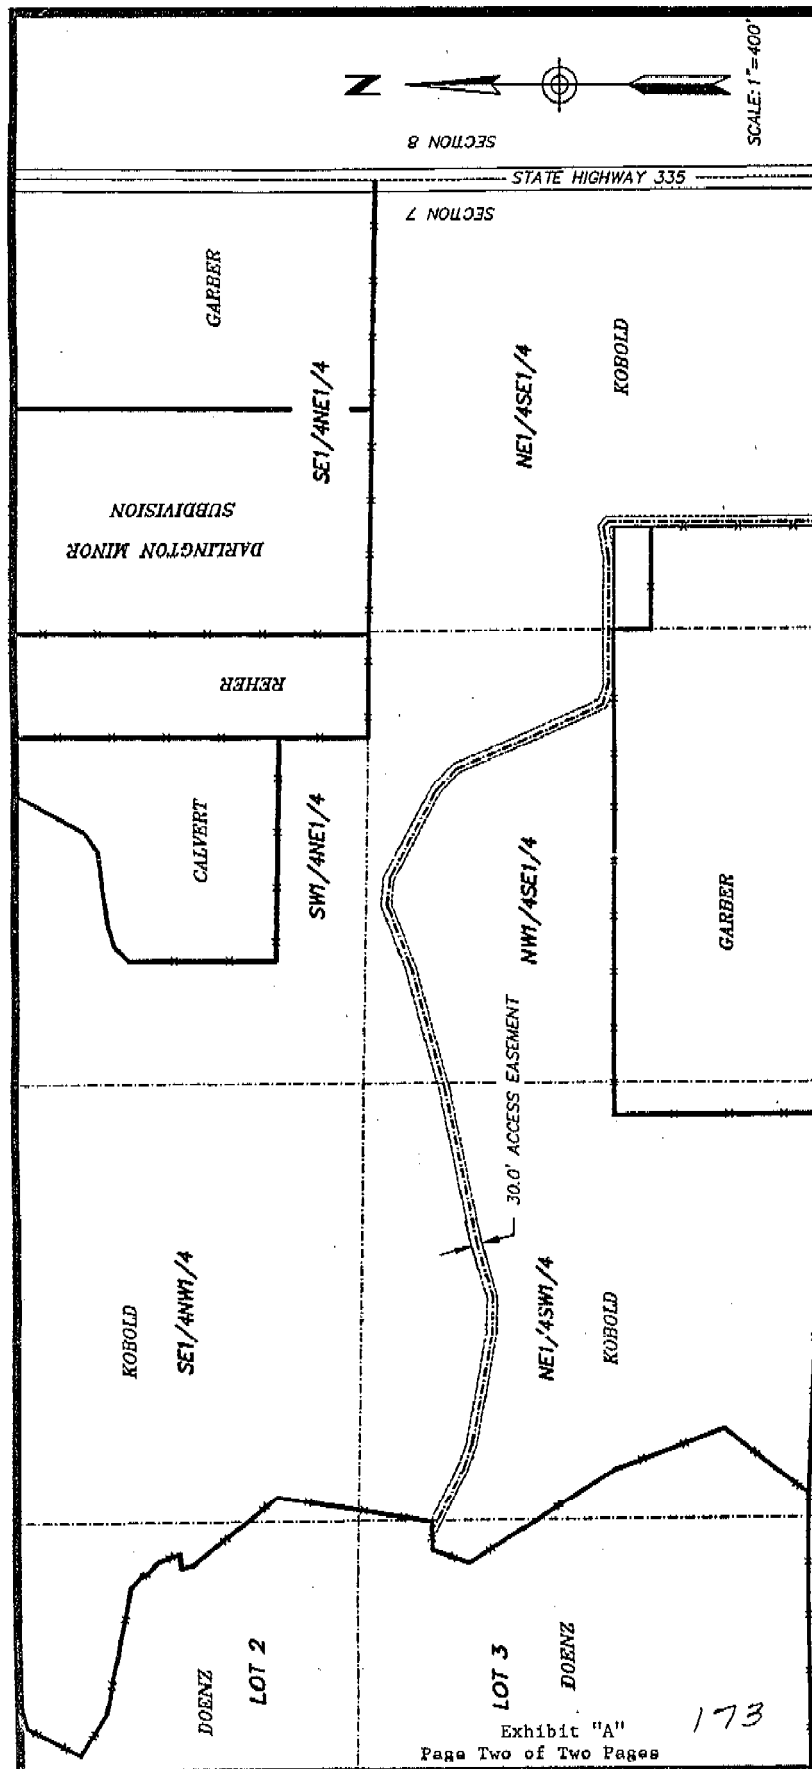 N
SCALE: 1"=400'
SECTION 8
STATE HIGHWAY 335
SECTION 7
GARBER
SE1/4NE1/4
NE1/4SE1/4
KOBOLD
DARLINGTON MINOR
SUBDIVISION
REHER
CALVERT
SW1/4NE1/4
NW1/4SE1/4
GARBER
30.0' ACCESS EASEMENT
KOBOLD
SE1/4NW1/4
NE1/4SW1/4
KOBOLD
DOENZ
LOT 2
LOT 3
DOENZ
Exhibit "A"
Page Two of Two Pages
173